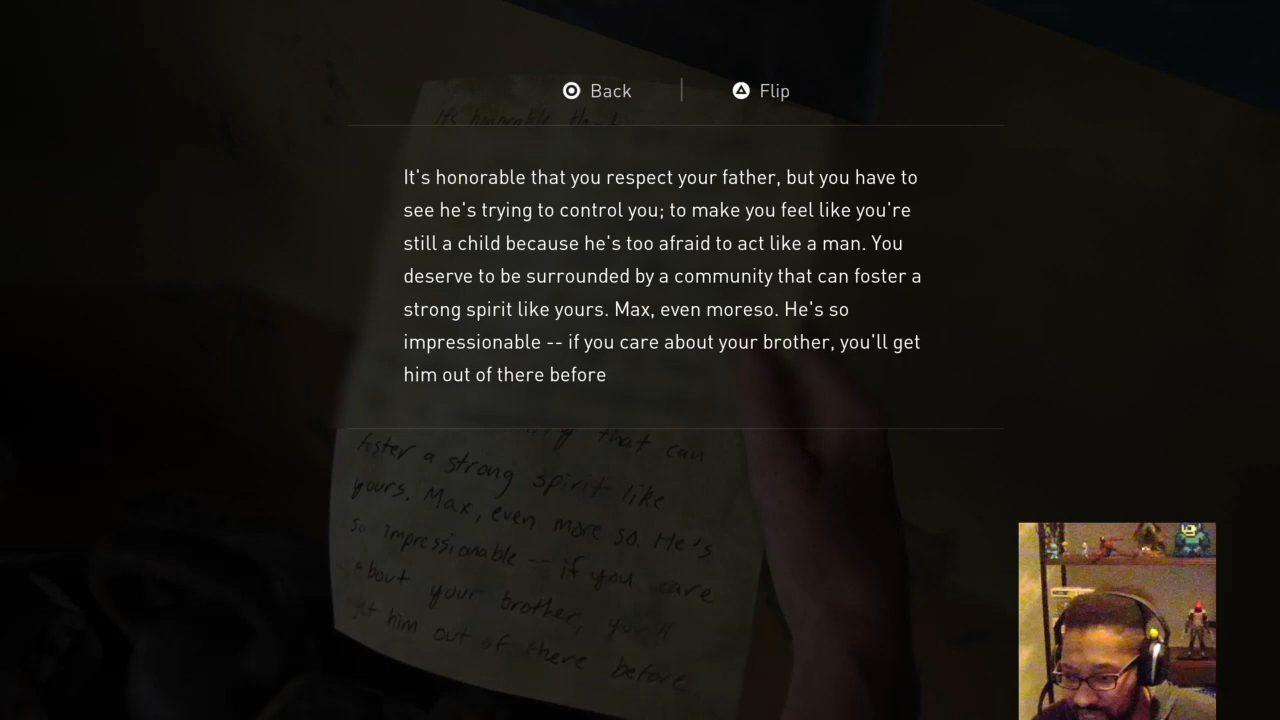 Back
Flip
It's honorable that
It's honorable that you respect your father, but you have to
see he's trying to control you; to make you feel like you're
still a child because he's too afraid to act like a man. You
deserve to be surrounded by a community that can foster a
strong spirit like yours. Max, even moreso. He's so
impressionable -- if you care about your brother, you'll get
him out of there before
that can
foster a strong spirit like
yours. Max, even more so. He's
so impressionable -- if you care
about your brother, you'll
get him out of there before